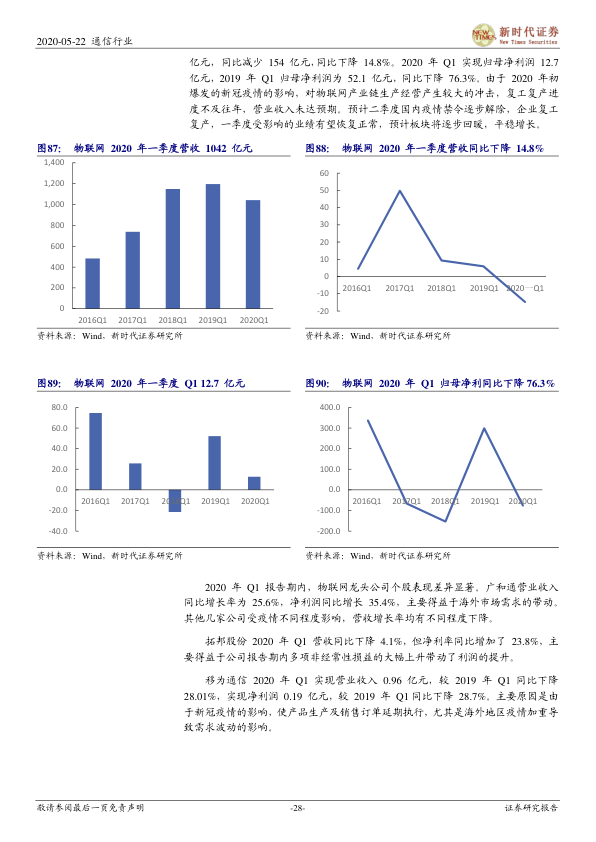 2020-05-22 通信行业
NEW TIMES
新时代证券
New Times Securities
亿元，同比减少 154 亿元,同比下降 14.8%。2020 年 Q1 实现归母净利润 12.7
亿元，2019 年 Q1 归母净利润为 52.1 亿元，同比下降 76.3%。由于 2020 年初
爆发的新冠疫情的影响，对物联网产业链生产经营产生较大的冲击，复工复产进
度不及往年，营业收入未达预期。预计二季度国内疫情禁令逐步解除，企业复工
复产，一季度受影响的业绩有望恢复正常，预计板块将逐步回暖，平稳增长。
图87： 物联网 2020 年一季度营收 1042 亿元
1,400
1,200
1,000
800
600
400
200
0
2016Q1 2017Q1 2018Q1 2019Q1 2020Q1
资料来源：Wind，新时代证券研究所
图88： 物联网 2020 年一季度营收同比下降 14.8%
60
50
40
30
20
10
0
-10
-20
2016Q1 2017Q1 2018Q1 2019Q1 2020一Q1
资料来源：Wind，新时代证券研究所
图89： 物联网 2020 年一季度 Q1 12.7 亿元
80.0
60.0
40.0
20.0
0.0
-20.0
-40.0
2016Q1 2017Q1 2018Q1 2019Q1 2020Q1
资料来源：Wind，新时代证券研究所
图90： 物联网 2020 年 Q1 归母净利同比下降 76.3%
400.0
300.0
200.0
100.0
0.0
-100.0
-200.0
2016Q1 2017Q1 2018Q1 2019Q1 2020Q1
资料来源：Wind，新时代证券研究所
2020 年 Q1 报告期内，物联网龙头公司个股表现差异显著。广和通营业收入
同比增长率为 25.6%，净利润同比增长 35.4%，主要得益于海外市场需求的带动。
其他几家公司受疫情不同程度影响，营收增长率均有不同程度下降。
拓邦股份 2020 年 Q1 营收同比下降 4.1%，但净利率同比增加了 23.8%，主
要得益于公司报告期内多项非经常性损益的大幅上升带动了利润的提升。
移为通信 2020 年 Q1 实现营业收入 0.96 亿元，较 2019 年 Q1 同比下降
28.01%，实现净利润 0.19 亿元，较 2019 年 Q1 同比下降 28.7%。主要原因是由
于新冠疫情的影响，使产品生产及销售订单延期执行，尤其是海外地区疫情加重导
致需求波动的影响。
敬请参阅最后一页免责声明
-28-
证券研究报告